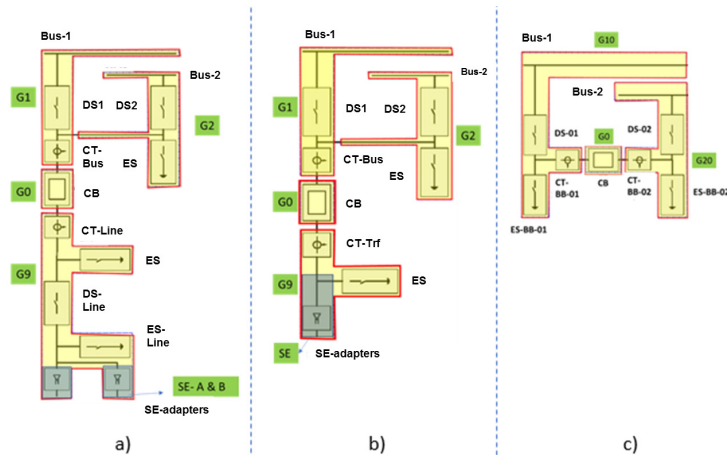 Bus-1
Bus-2
G1
DS1
DS2
G2
CT-
Bus
ES
G0
CB
CT-Line
G9
ES
DS-
Line
ES-
Line
SE- A & B
SE-adapters
a)
Bus-1
Bus-2
G1
DS1
DS2
G2
CT-Bus
ES
G0
CB
CT-Trf
G9
ES
SE
SE-adapters
b)
Bus-1
G10
Bus-2
DS-01
G0
DS-02
G20
CT-
BB-01
CB
CT-
BB-02
ES-BB-02
ES-BB-01
c)